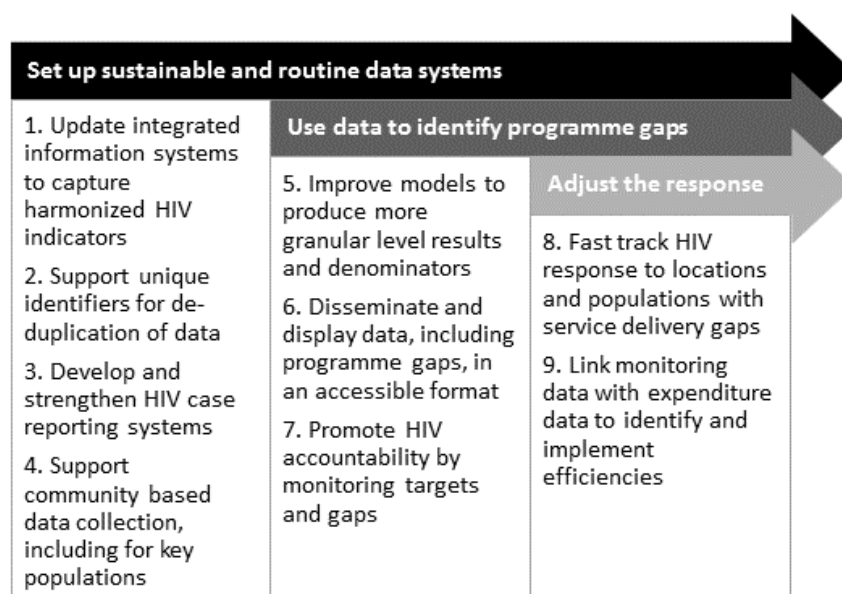 Set up sustainable and routine data systems
1. Update integrated
information systems
to capture
harmonized HIV
indicators
2. Support unique
identifiers for de-
duplication of data
3. Develop and
strengthen HIV case
reporting systems
4. Support
community based
data collection,
including for key
populations
Use data to identify programme gaps
5. Improve models to
produce more
granular level results
and denominators
6. Disseminate and
display data, including
programme gaps, in
an accessible format
7. Promote HIV
accountability by
monitoring targets
and gaps
Adjust the response
8. Fast track HIV
response to locations
and populations with
service delivery gaps
9. Link monitoring
data with expenditure
data to identify and
implement
efficiencies